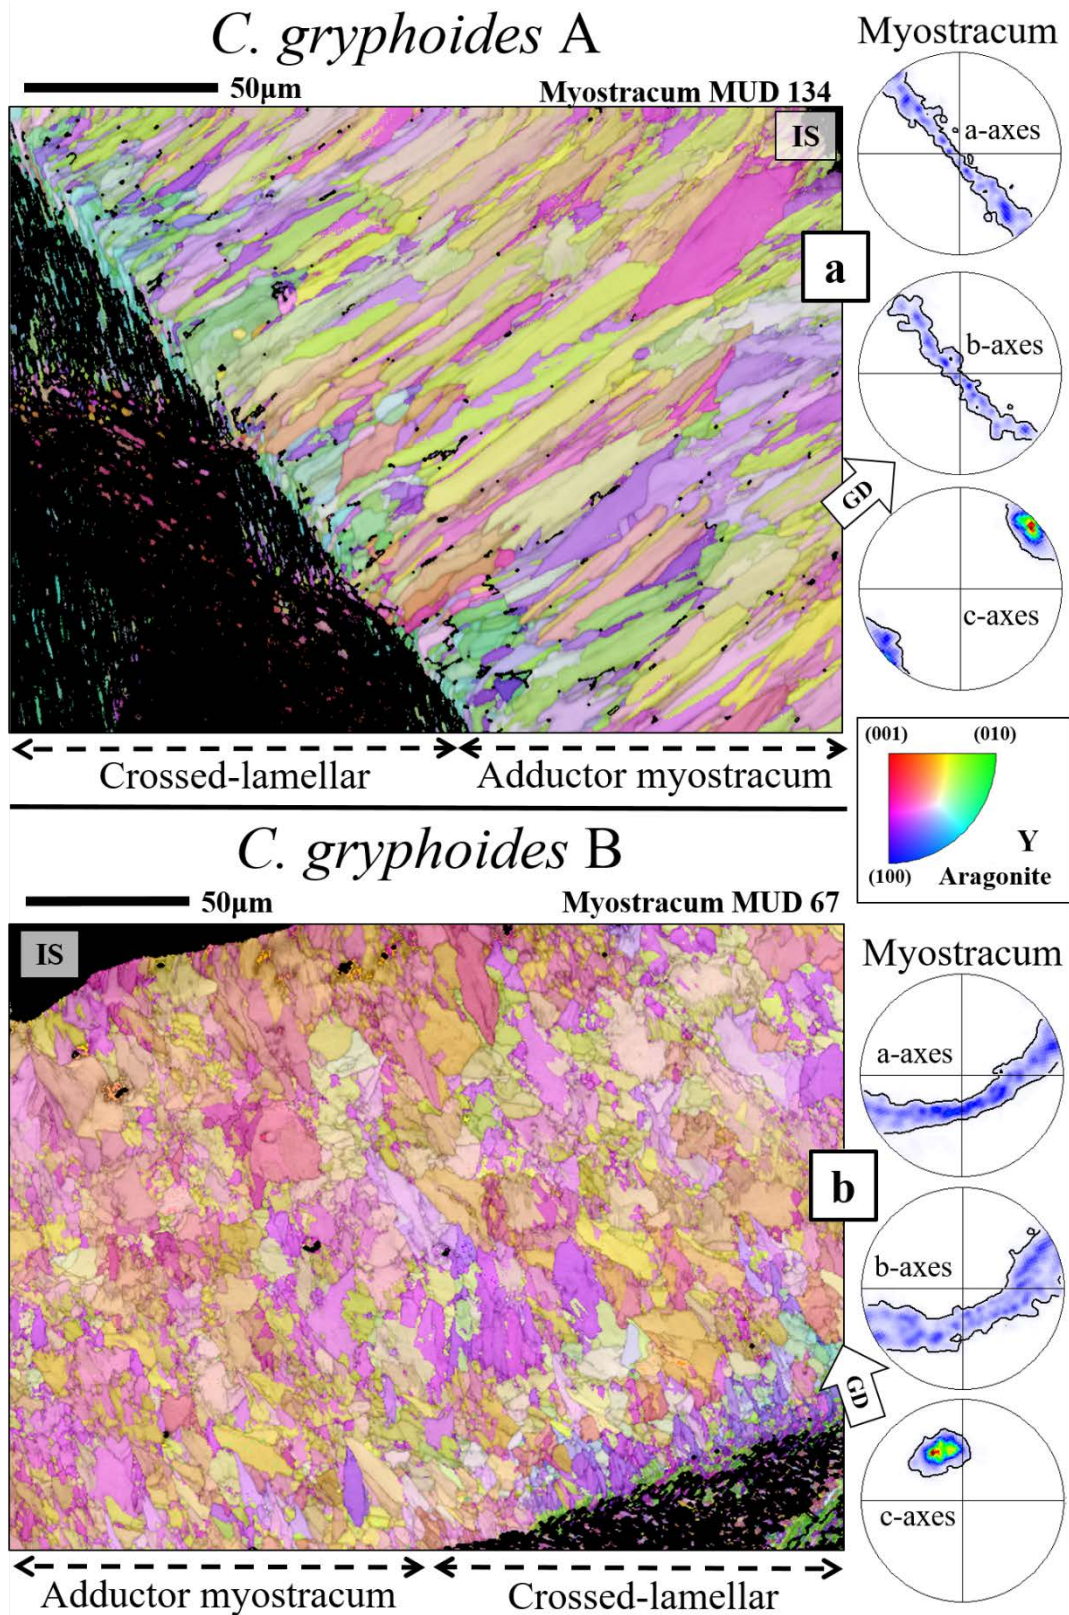 C. gryphoides A
50µm
Myostracum MUD 134
IS
Myostracum
a-axes
a
b-axes
GD
c-axes
Crossed-lamellar
Adductor myostracum
(001)
(010)
(100)
Y
Aragonite
C. gryphoides B
50µm
Myostracum MUD 67
IS
Myostracum
a-axes
b
b-axes
GD
c-axes
Adductor myostracum
Crossed-lamellar